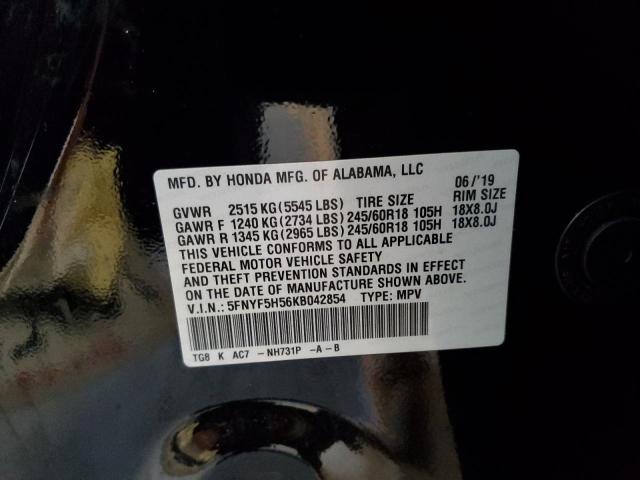 MFD. BY HONDA MFG. OF ALABAMA, LLC 06/'19
GVWR 2515 KG (5545 LBS) TIRE SIZE RIM SIZE
GAWR F 1240 KG (2734 LBS) 245/60R18 105H 18X8.0J
GAWR R 1345 KG (2965 LBS) 245/60R18 105H 18X8.0J
THIS VEHICLE CONFORMS TO ALL APPLICABLE
FEDERAL MOTOR VEHICLE SAFETY
AND THEFT PREVENTION STANDARDS IN EFFECT
ON THE DATE OF MANUFACTURE SHOWN ABOVE.
V.I.N.: 5FNYF5H56KB042854 TYPE: MPV
TG8 K AC7 -NH731P -A-B